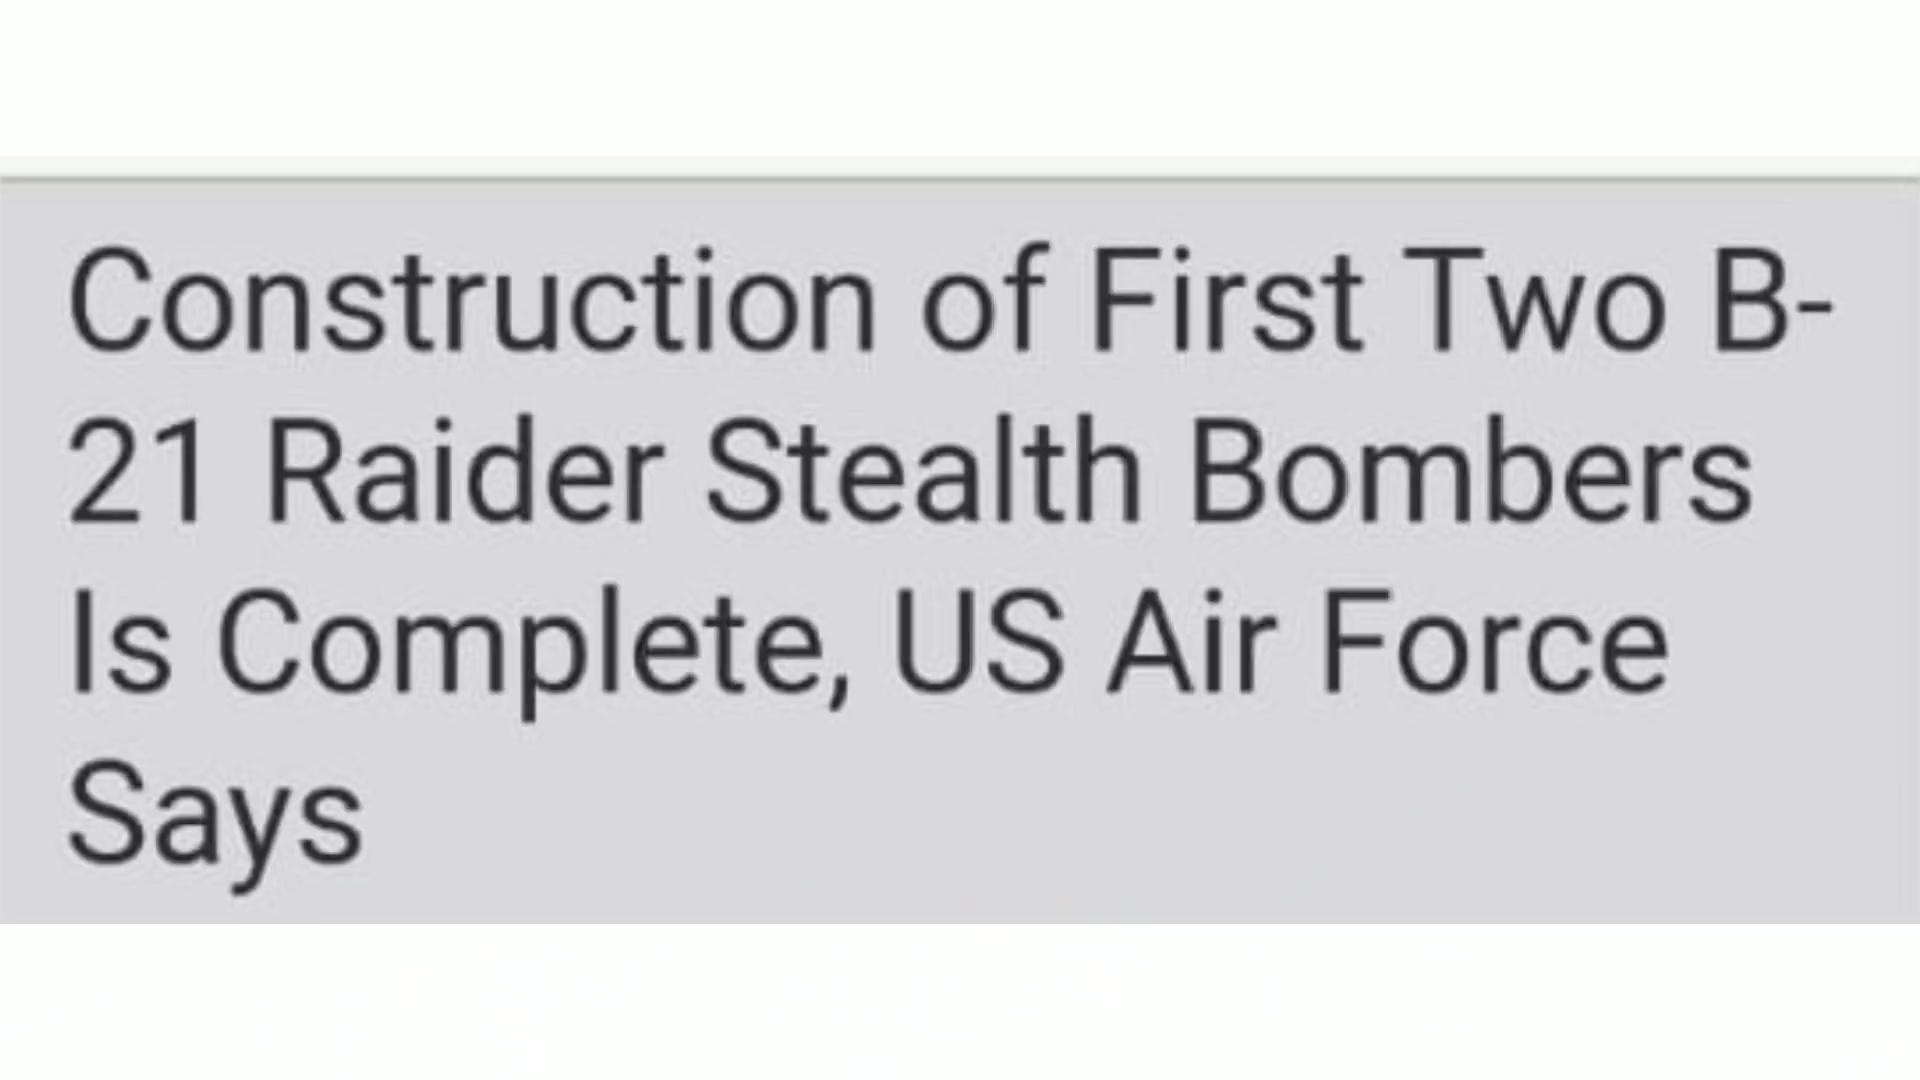 Construction of First Two B-
21 Raider Stealth Bombers
Is Complete, US Air Force
Says